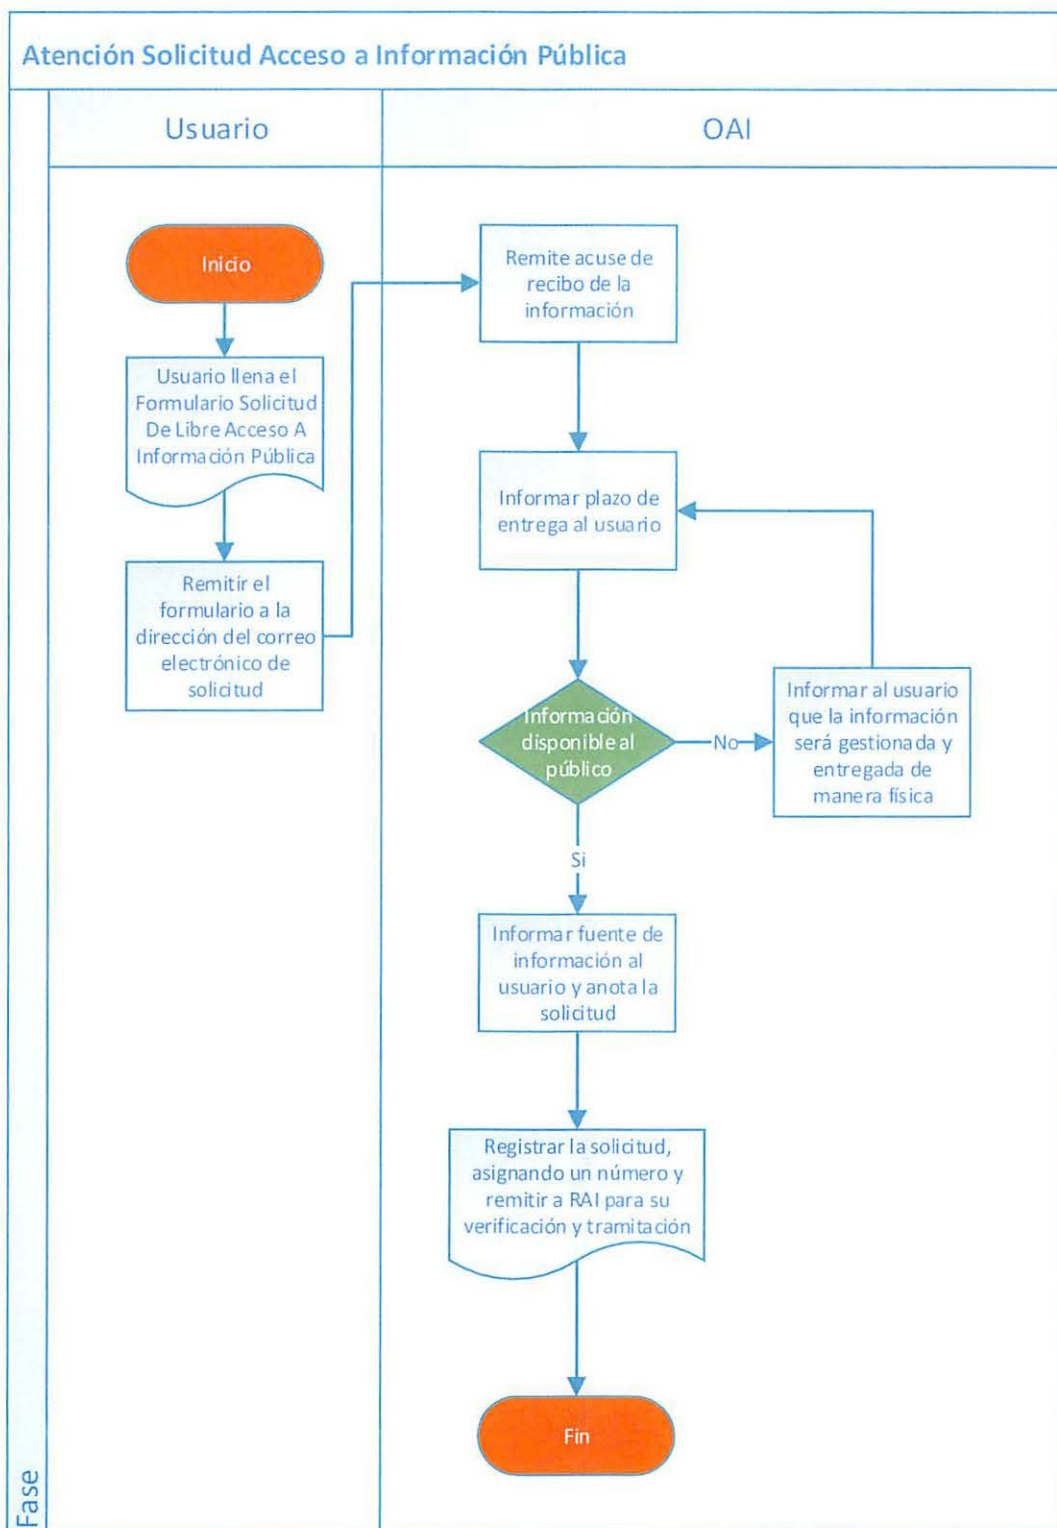 Atención Solicitud Acceso a Información Pública
Usuario
OAI
Inicio
Usuario llena el
Formulario Solicitud
De Libre Acceso A
Información Pública
Remitir el
formulario a la
dirección del correo
electrónico de
solicitud
Remite acuse de
recibo de la
información
Informar plazo de
entrega al usuario
Información
disponible al
público
No
Informar al usuario
que la información
será gestionada y
entregada de
manera física
Si
Informar fuente de
información al
usuario y anota la
solicitud
Registrar la solicitud,
asignando un número y
remitir a RAI para su
verificación y tramitación
Fin
Fase